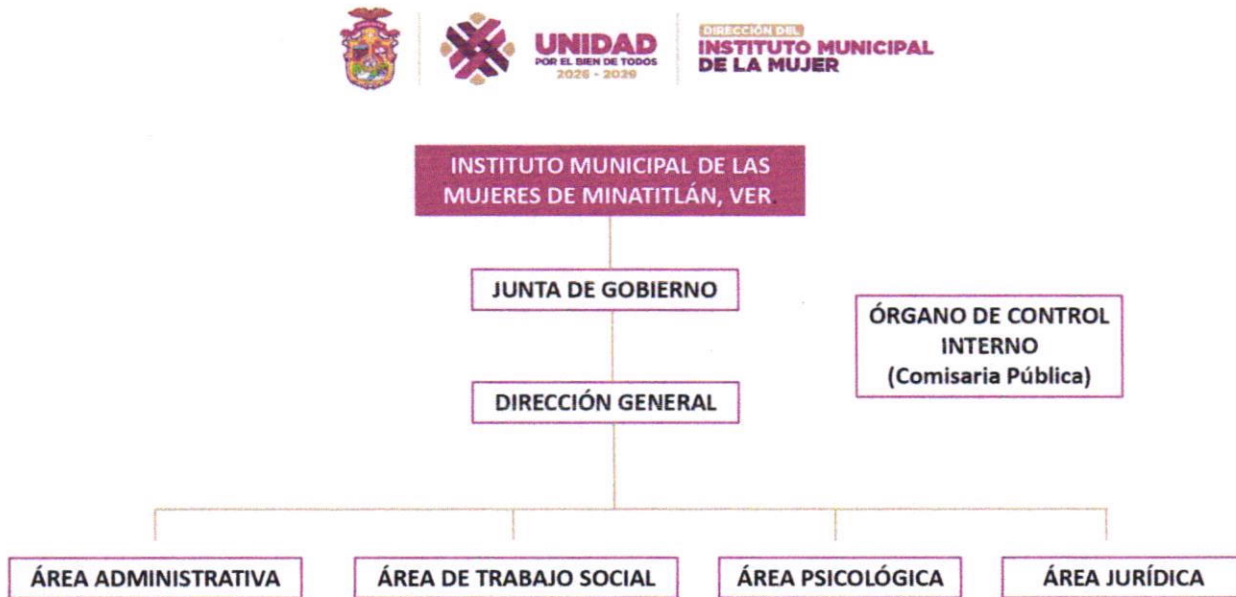 UNIDAD
POR EL BIEN DE TODOS
2026 - 2029
DIRECCIÓN DEL
INSTITUTO MUNICIPAL
DE LA MUJER
INSTITUTO MUNICIPAL DE LAS
MUJERES DE MINATITLÁN, VER.
JUNTA DE GOBIERNO
ÓRGANO DE CONTROL
INTERNO
(Comisaria Pública)
DIRECCIÓN GENERAL
ÁREA ADMINISTRATIVA
ÁREA DE TRABAJO SOCIAL
ÁREA PSICOLÓGICA
ÁREA JURÍDICA